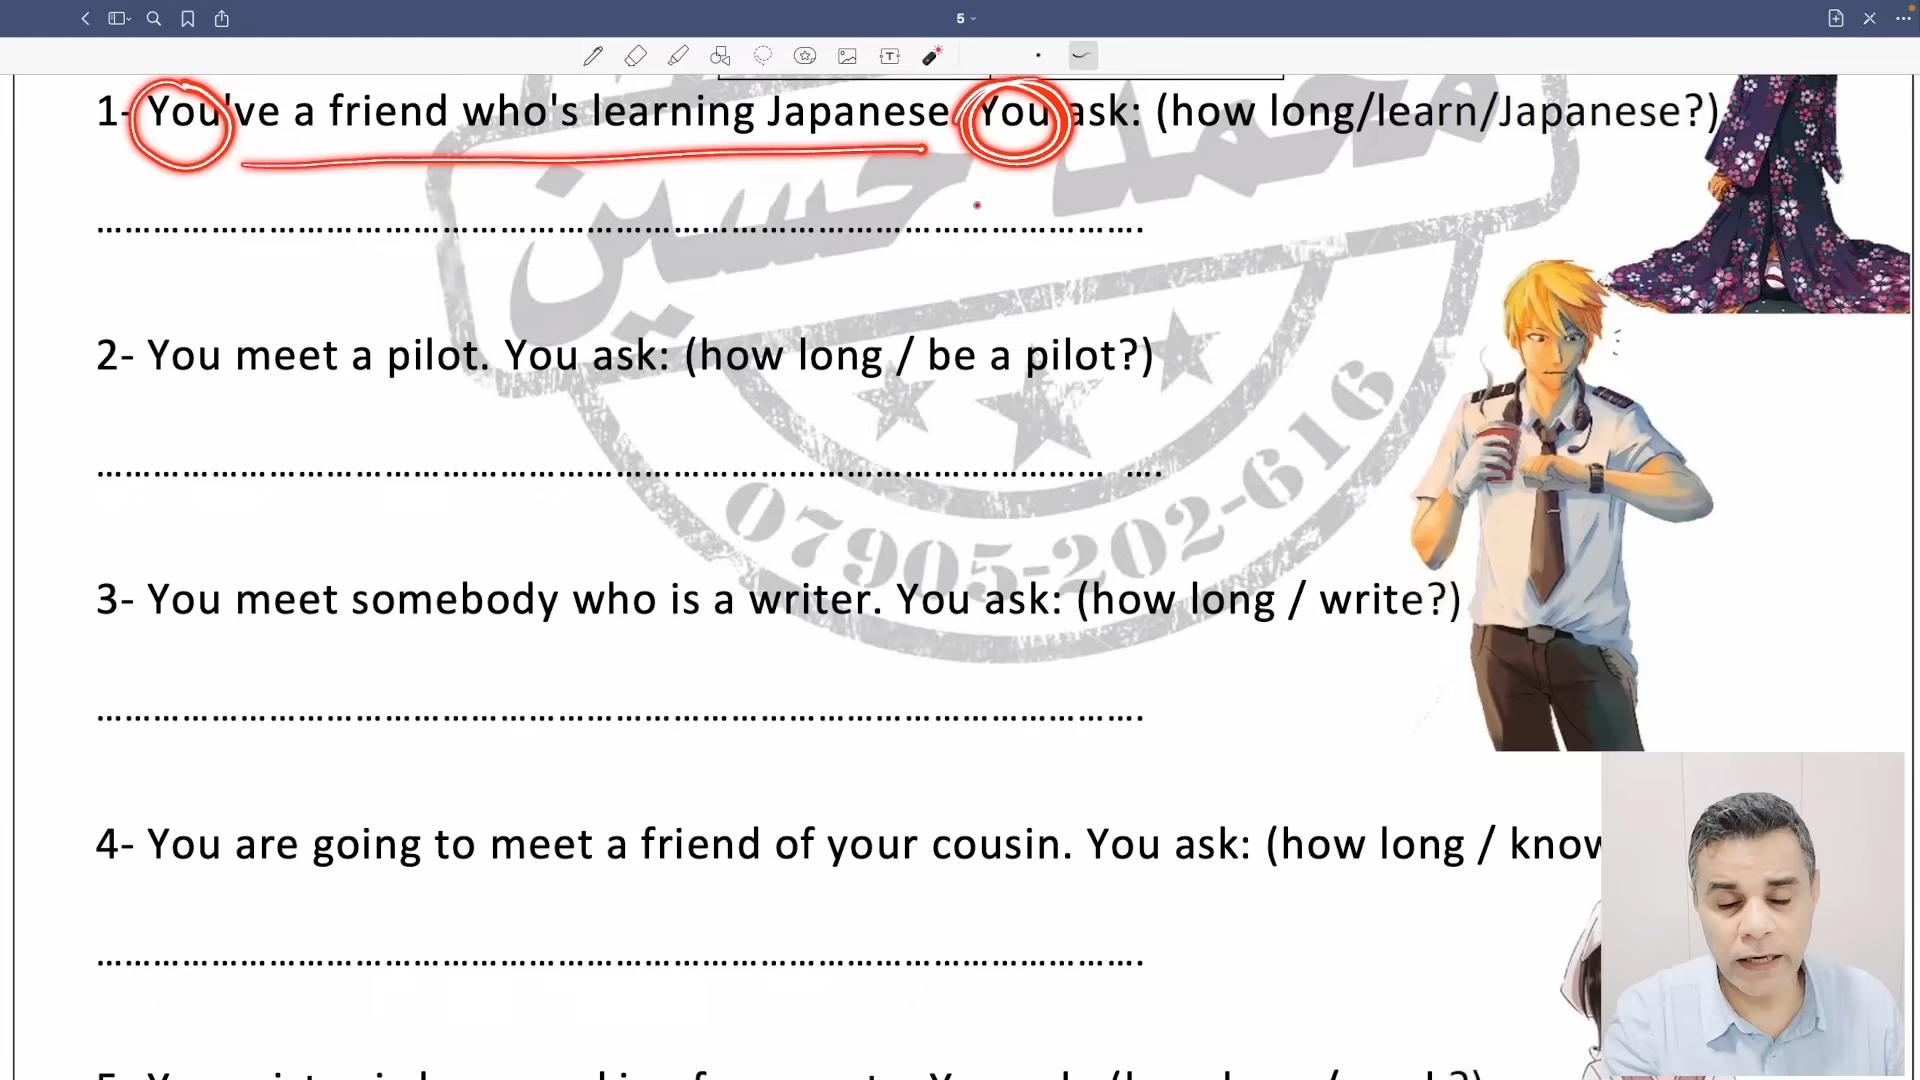 5
1- You've a friend who's learning Japanese You ask: (how long/learn/Japanese?)
محمد حسين
2- You meet a pilot. You ask: (how long / be a pilot?)
07905-202-616
3- You meet somebody who is a writer. You ask: (how long / write?)
4- You are going to meet a friend of your cousin. You ask: (how long / know